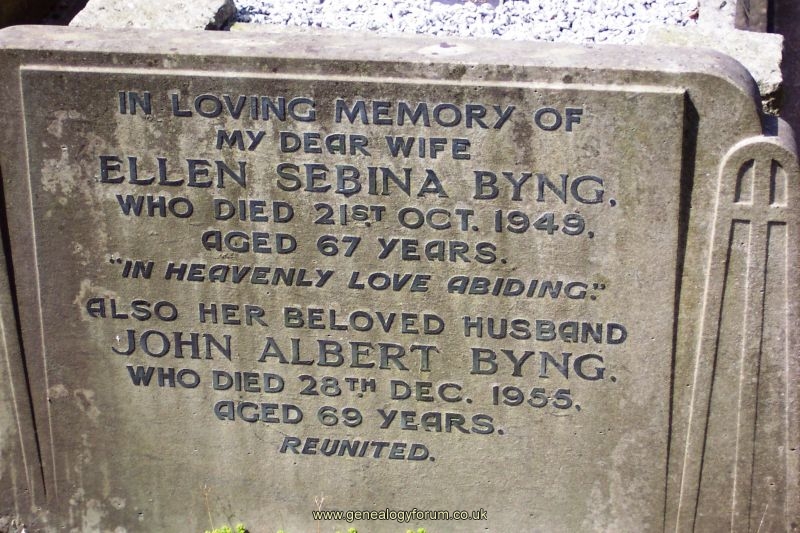 IN LOVING MEMORY OF
MY DEAR WIFE
ELLEN SEBINA BYNG,
WHO DIED 21ST OCT. 1949,
AGED 67 YEARS.
"IN HEAVENLY LOVE ABIDING."
ALSO HER BELOVED HUSBAND
JOHN ALBERT BYNG,
WHO DIED 28TH DEC. 1955,
AGED 69 YEARS.
REUNITED.
www.genealogyforum.co.uk